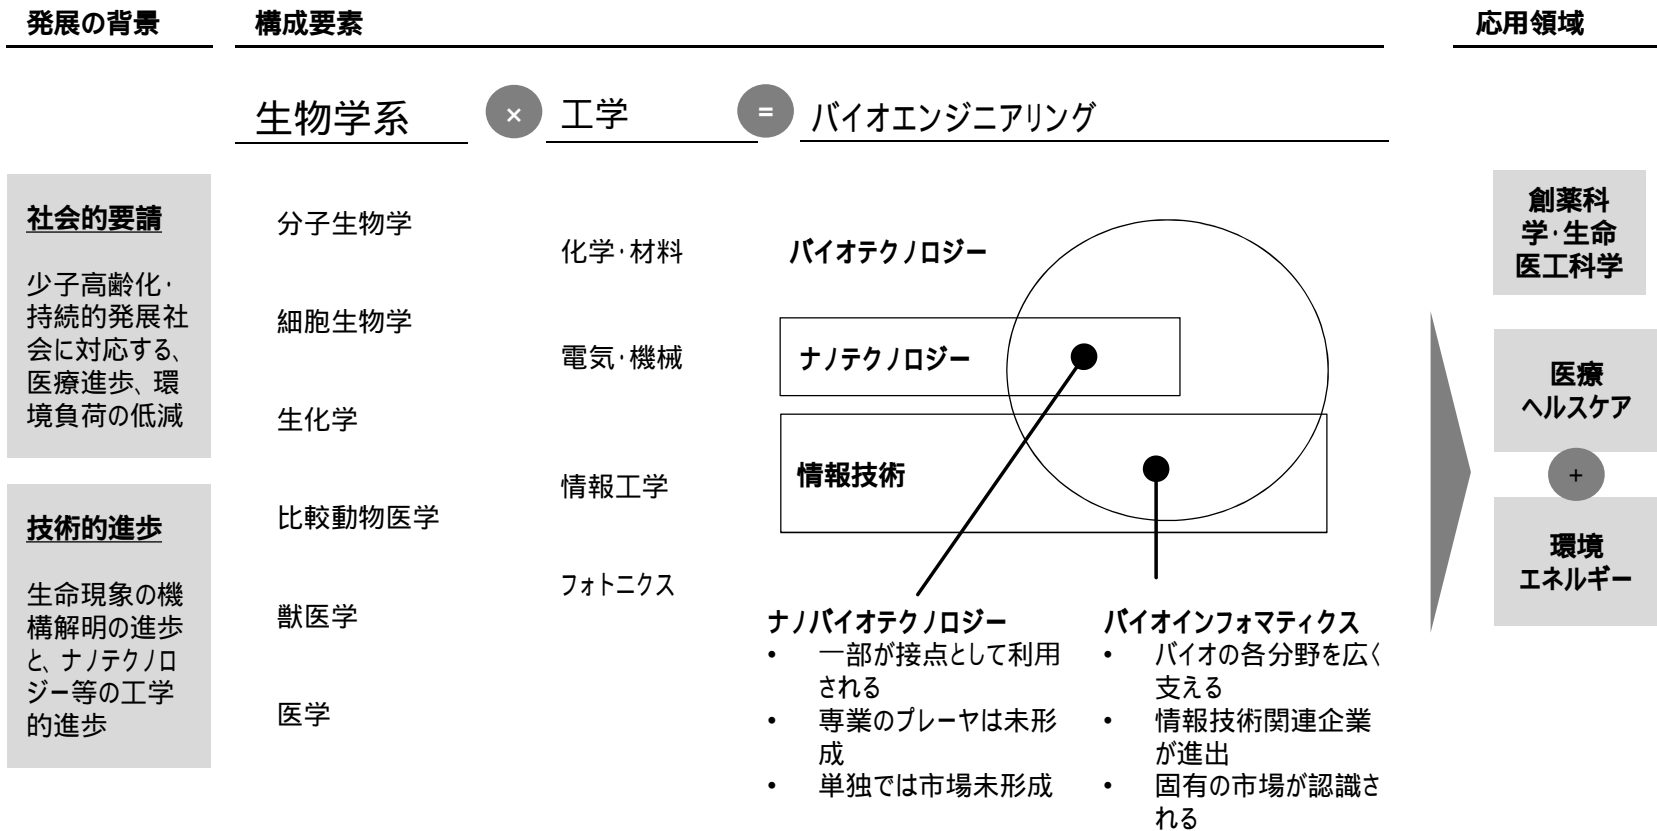 発展の背景
構成要素
応用領域
生物学系
×
工学
=
バイオエンジニアリング
社会的要請
少子高齢化・
持続的発展社
会に対応する、
医療進歩、環
境負荷の低減
技術的進歩
生命現象の機
構解明の進歩
と、ナノテクノロ
ジー等の工学
的進歩
分子生物学
細胞生物学
生化学
比較動物医学
獣医学
医学
化学・材料
電気・機械
情報工学
フォトニクス
バイオテクノロジー
ナノテクノロジー
情報技術
ナノバイオテクノロジー
• 一部が接点として利用
される
• 専業のプレーヤは未形
成
• 単独では市場未形成
バイオインフォマティクス
• バイオの各分野を広く
支える
• 情報技術関連企業
が進出
• 固有の市場が認識さ
れる
創薬科
学・生命
医工科学
医療
ヘルスケア
+
環境
エネルギー